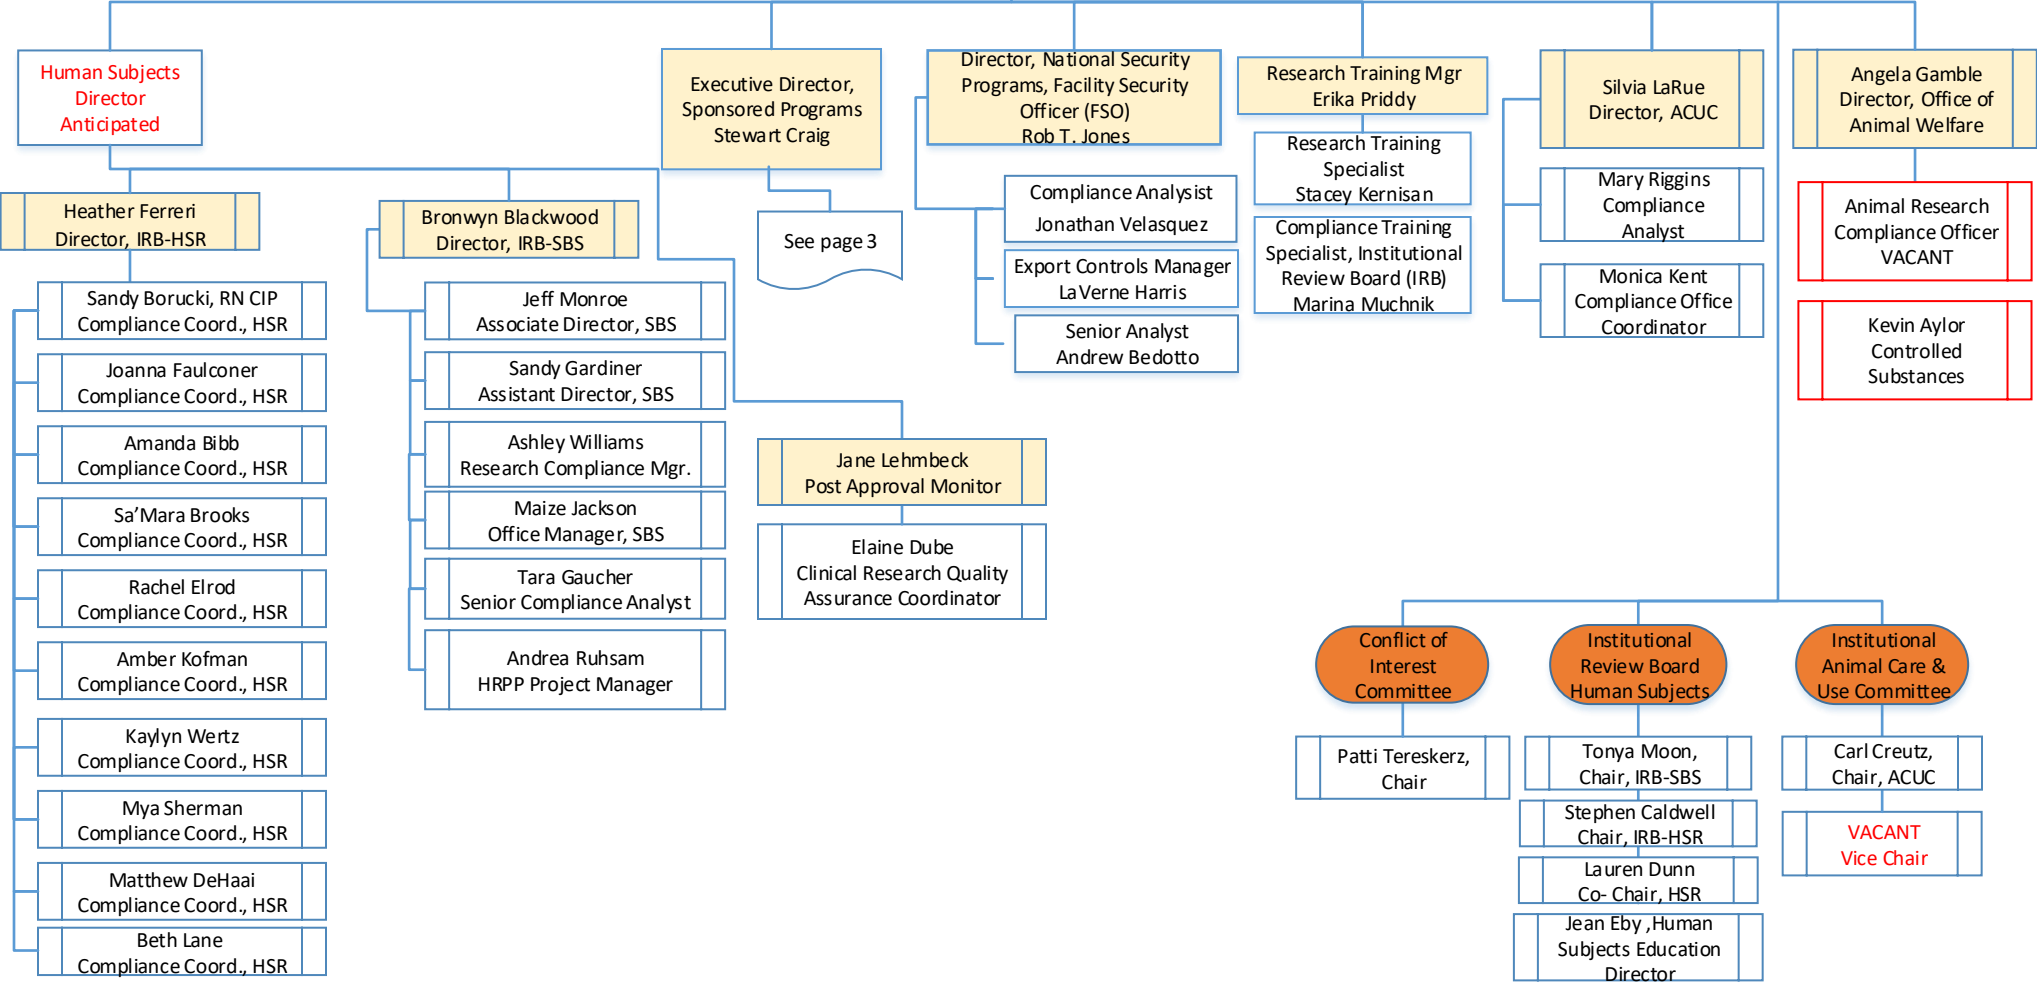 Human Subjects
Director
Anticipated
Executive Director,
Sponsored Programs
Stewart Craig
Director, National Security
Programs, Facility Security
Officer (FSO)
Rob T. Jones
Research Training Mgr
Erika Priddy
Silvia LaRue
Director, ACUC
Angela Gamble
Director, Office of
Animal Welfare
Heather Ferreri
Director, IRB-HSR
Sandy Borucki, RN CIP
Compliance Coord., HSR
Joanna Faulconer
Compliance Coord., HSR
Amanda Bibb
Compliance Coord., HSR
Sa’Mara Brooks
Compliance Coord., HSR
Rachel Elrod
Compliance Coord., HSR
Amber Kofman
Compliance Coord., HSR
Kaylyn Wertz
Compliance Coord., HSR
Mya Sherman
Compliance Coord., HSR
Matthew DeHaai
Compliance Coord., HSR
Beth Lane
Compliance Coord., HSR
Bronwyn Blackwood
Director, IRB-SBS
Jeff Monroe
Associate Director, SBS
Sandy Gardiner
Assistant Director, SBS
Ashley Williams
Research Compliance Mgr.
Maize Jackson
Office Manager, SBS
Tara Gaucher
Senior Compliance Analyst
Andrea Ruhsam
HRPP Project Manager
See page 3
Jane Lehmbeck
Post Approval Monitor
Elaine Dube
Clinical Research Quality
Assurance Coordinator
Compliance Analysist
Jonathan Velasquez
Export Controls Manager
LaVerne Harris
Senior Analyst
Andrew Bedotto
Research Training
Specialist
Stacey Kernisan
Compliance Training
Specialist, Institutional
Review Board (IRB)
Marina Muchnik
Mary Riggins
Compliance
Analyst
Monica Kent
Compliance Office
Coordinator
Animal Research
Compliance Officer
VACANT
Kevin Aylor
Controlled
Substances
Conflict of
Interest
Committee
Patti Tereskerz,
Chair
Institutional
Review Board
Human Subjects
Tonya Moon,
Chair, IRB-SBS
Stephen Caldwell
Chair, IRB-HSR
Lauren Dunn
Co- Chair, HSR
Jean Eby ,Human
Subjects Education
Director
Institutional
Animal Care &
Use Committee
Carl Creutz,
Chair, ACUC
VACANT
Vice Chair